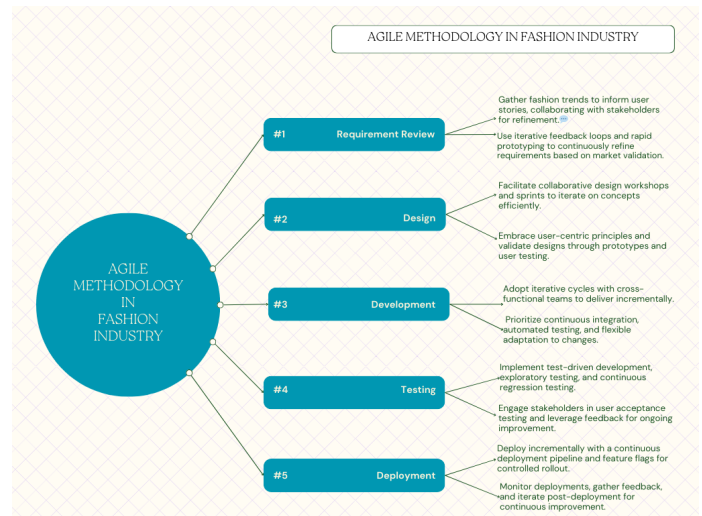 AGILE METHODOLOGY IN FASHION INDUSTRY
AGILE
METHODOLOGY
IN
FASHION
INDUSTRY
#1 Requirement Review
Gather fashion trends to inform user
stories, collaborating with stakeholders
for refinement.
Use iterative feedback loops and rapid
prototyping to continuously refine
requirements based on market validation.
#2 Design
Facilitate collaborative design workshops
and sprints to iterate on concepts
efficiently.
Embrace user-centric principles and
validate designs through prototypes and
user testing.
#3 Development
Adopt iterative cycles with cross-
functional teams to deliver incrementally.
Prioritize continuous integration,
automated testing, and flexible
adaptation to changes.
#4 Testing
Implement test-driven development,
exploratory testing, and continuous
regression testing.
Engage stakeholders in user acceptance
testing and leverage feedback for ongoing
improvement.
#5 Deployment
Deploy incrementally with a continuous
deployment pipeline and feature flags for
controlled rollout.
Monitor deployments, gather feedback,
and iterate post-deployment for
continuous improvement.